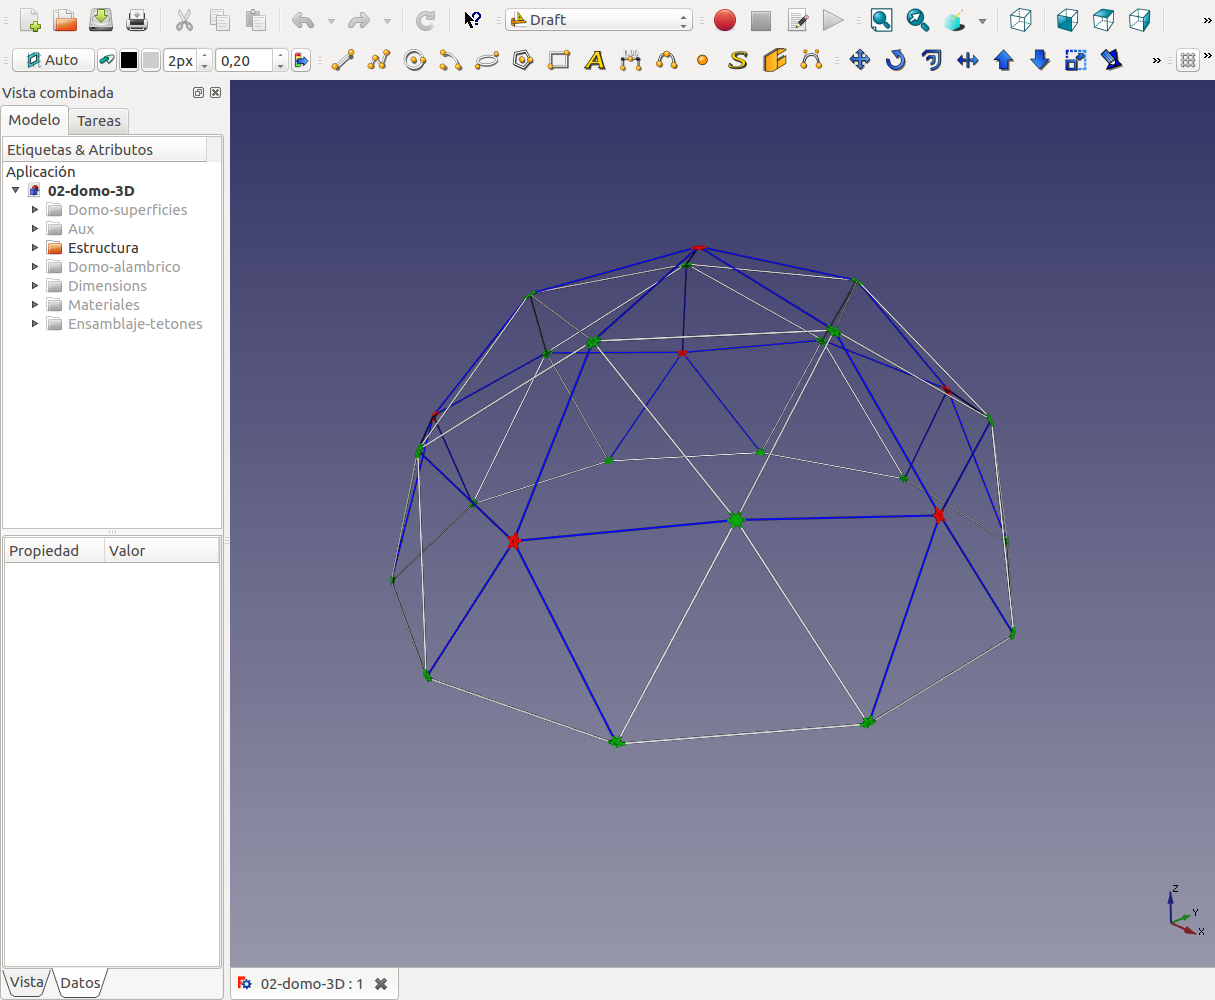 Draft
Auto
2px
0,20
Vista combinada
Modelo
Tareas
Etiquetas & Atributos
Aplicación
02-domo-3D
Domo-superficies
Aux
Estructura
Domo-alambrico
Dimensions
Materiales
Ensamblaje-tetones
Propiedad
Valor
Z
Y
X
Vista
Datos
02-domo-3D : 1